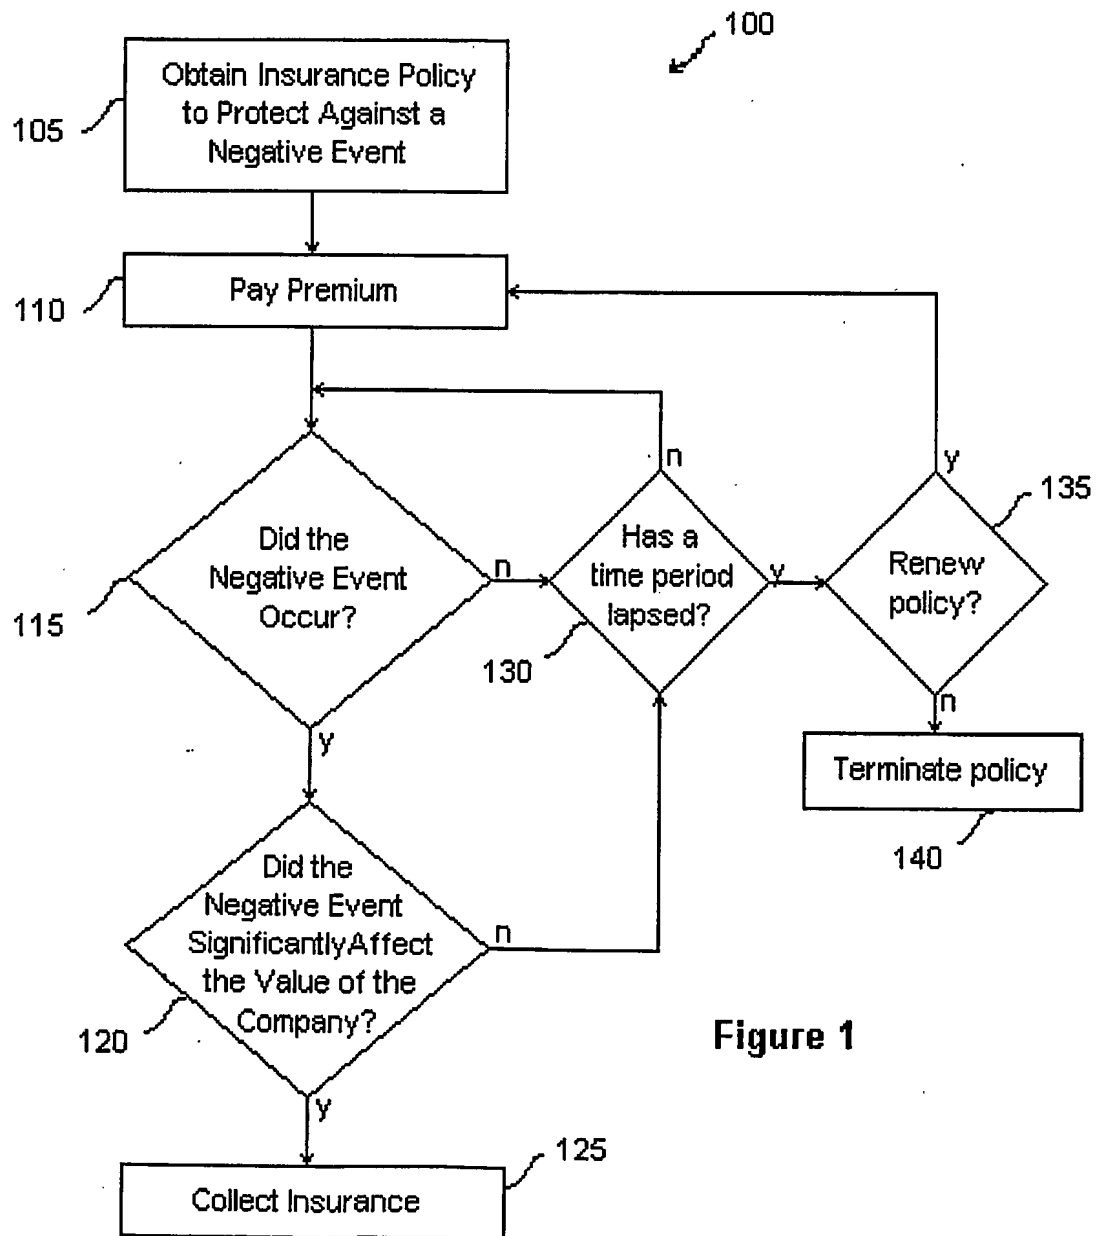 100
Obtain Insurance Policy
to Protect Against a
Negative Event
105
Pay Premium
110
n
y
135
Did the
Negative Event
Occur?
115
n
Has a
time period
lapsed?
130
y
Renew
policy?
n
y
Terminate policy
140
Did the
Negative Event
SignificantlyAffect
the Value of the
Company?
120
n
y
Figure 1
125
Collect Insurance